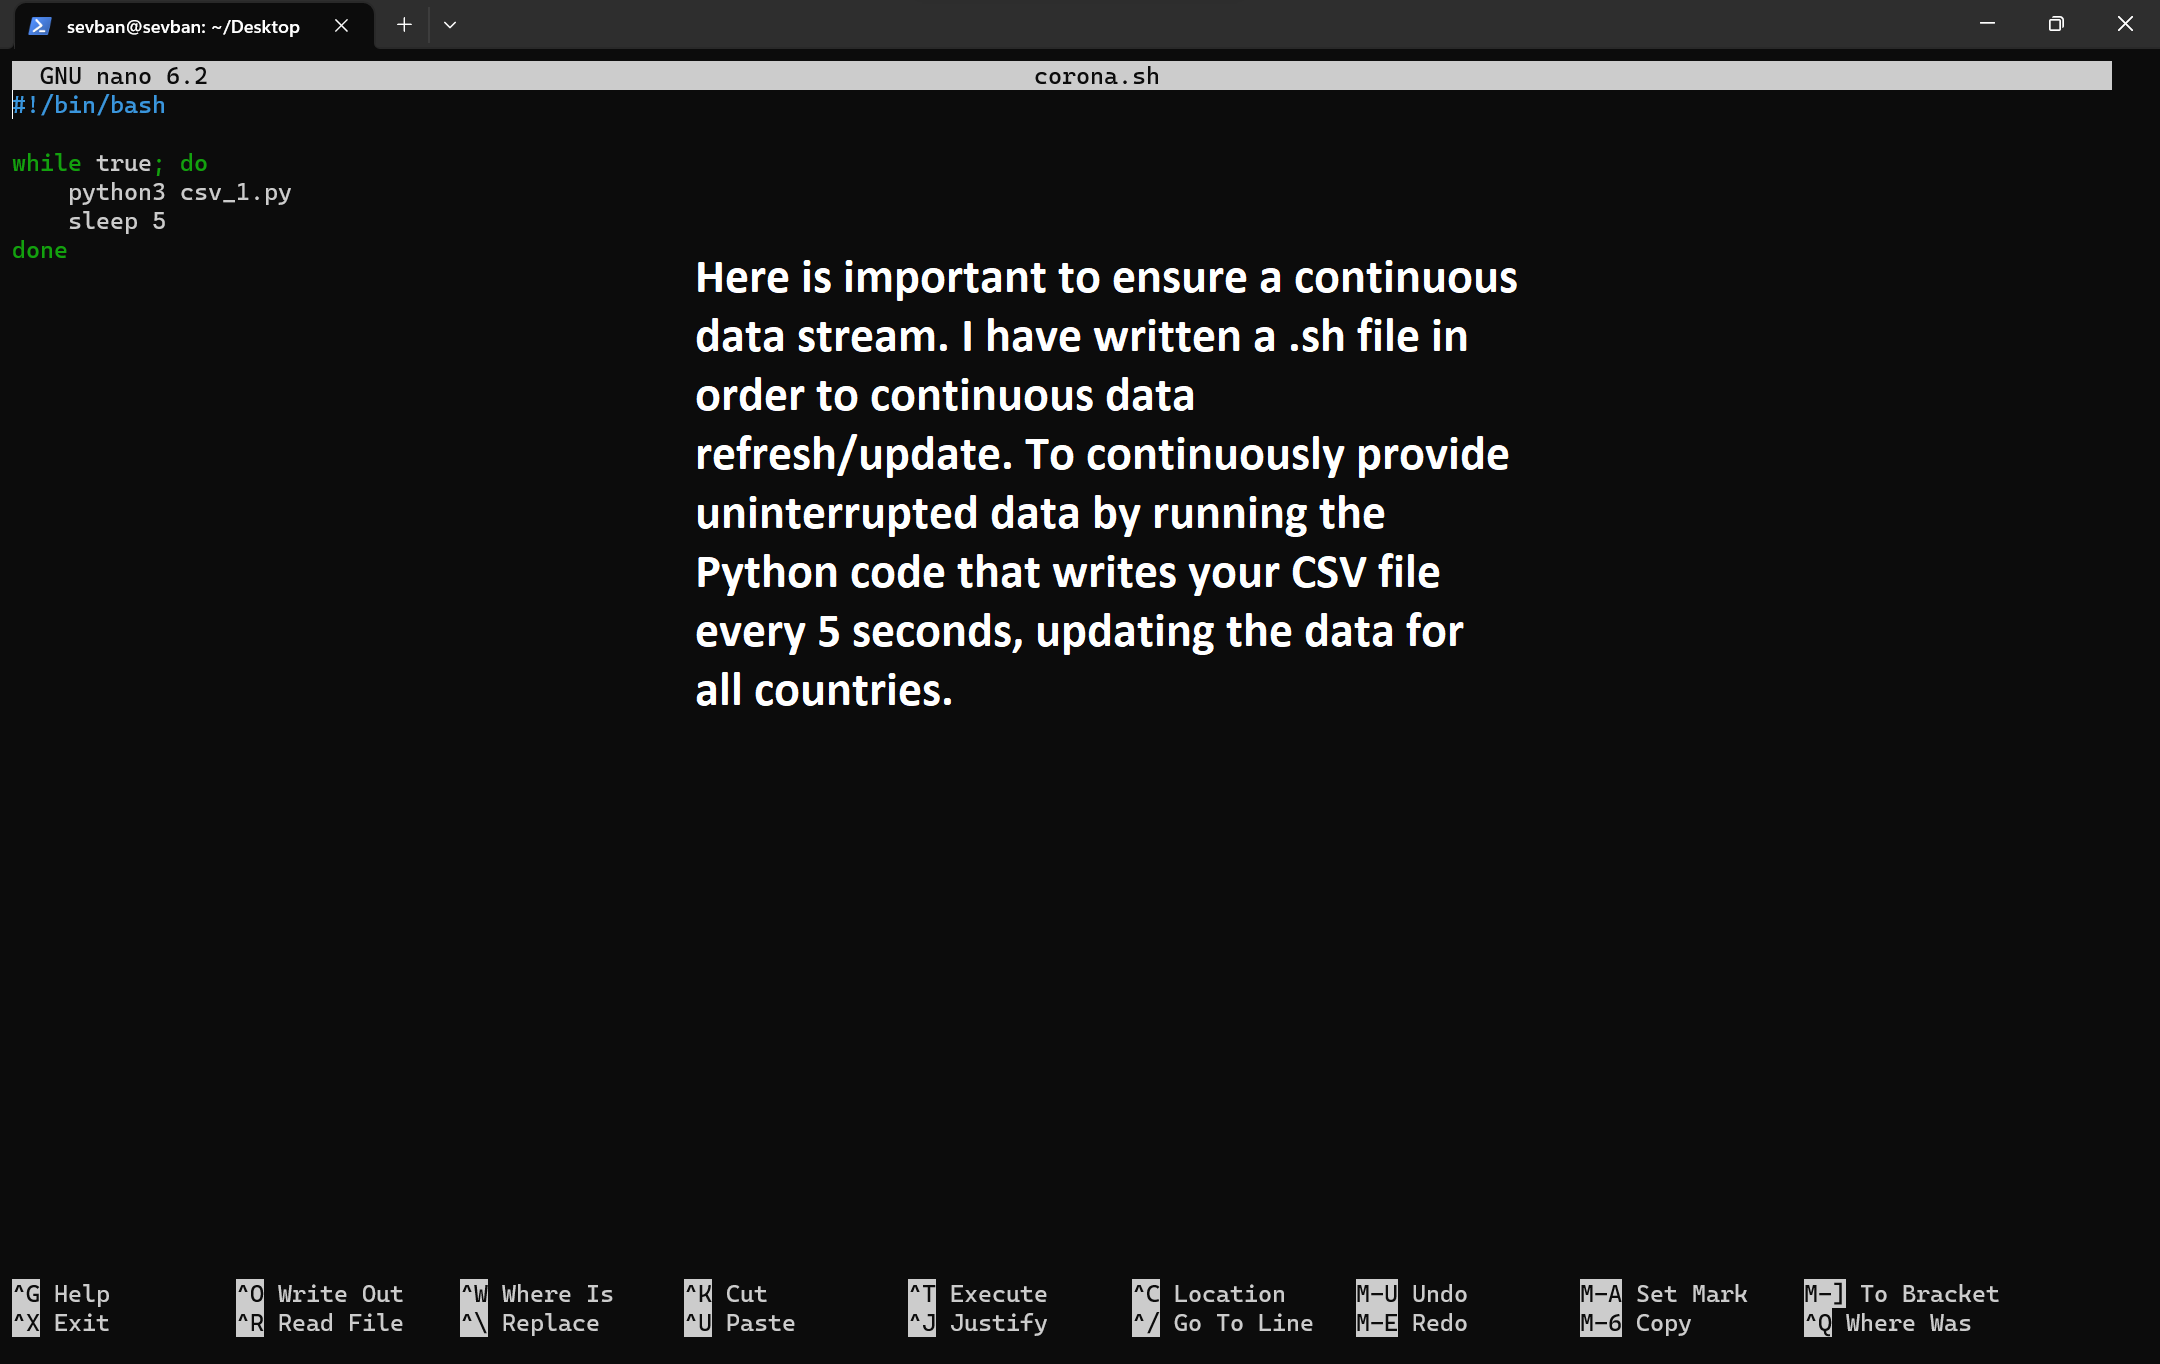 sevban@sevban: ~/Desktop
GNU nano 6.2 corona.sh
#!/bin/bash
while true; do
python3 csv_1.py
sleep 5
done
Here is important to ensure a continuous
data stream. I have written a .sh file in
order to continuous data
refresh/update. To continuously provide
uninterrupted data by running the
Python code that writes your CSV file
every 5 seconds, updating the data for
all countries.
^G Help ^O Write Out ^W Where Is ^K Cut ^T Execute ^C Location M-U Undo M-A Set Mark M-] To Bracket
^X Exit ^R Read File ^\ Replace ^U Paste ^J Justify ^/ Go To Line M-E Redo M-6 Copy ^Q Where Was